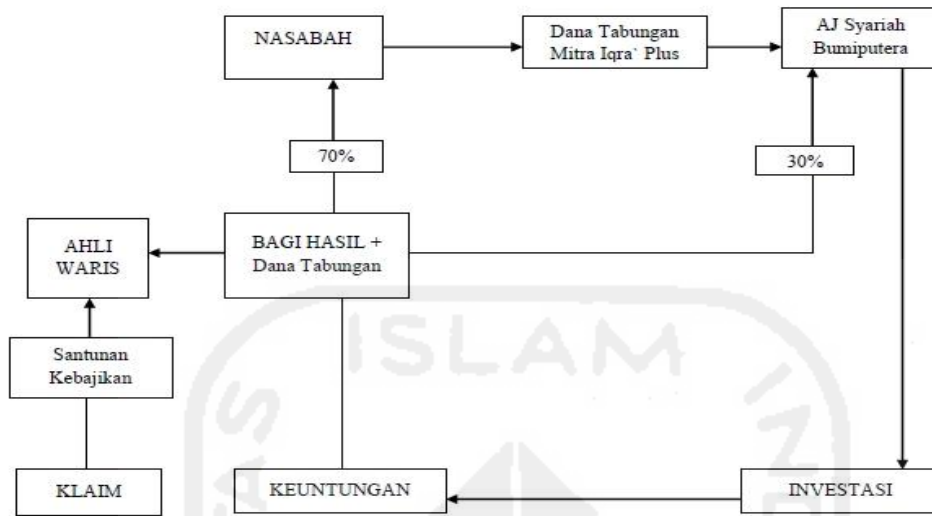 NASABAH
Dana Tabungan
Mitra Iqra` Plus
AJ Syariah
Bumiputera
70%
30%
AHLI
WARIS
BAGI HASIL +
Dana Tabungan
Santunan
Kebajikan
KLAIM
KEUNTUNGAN
INVESTASI
ISLAM